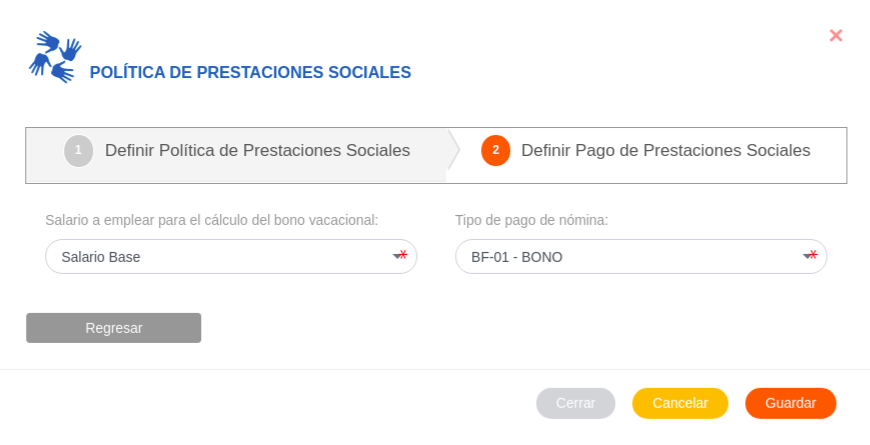 POLÍTICA DE PRESTACIONES SOCIALES
1 Definir Política de Prestaciones Sociales
2 Definir Pago de Prestaciones Sociales
Salario a emplear para el cálculo del bono vacacional:
Tipo de pago de nómina:
Salario Base
BF-01 - BONO
Regresar
Cerrar
Cancelar
Guardar